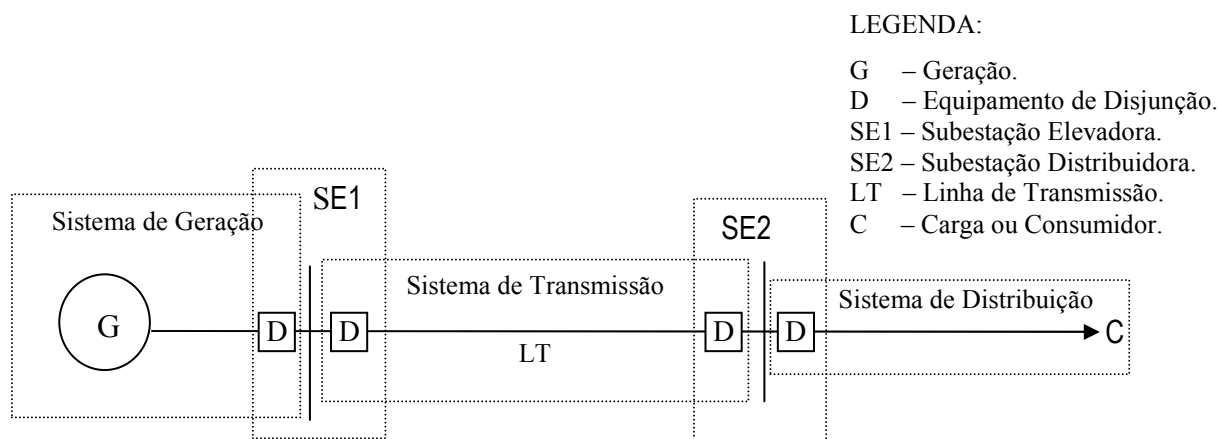 LEGENDA:
G – Geração.
D – Equipamento de Disjunção.
SE1 – Subestação Elevadora.
SE2 – Subestação Distribuidora.
LT – Linha de Transmissão.
C – Carga ou Consumidor.
SE1
Sistema de Geração
SE2
Sistema de Transmissão
Sistema de Distribuição
G
D
D
D
D
C
LT